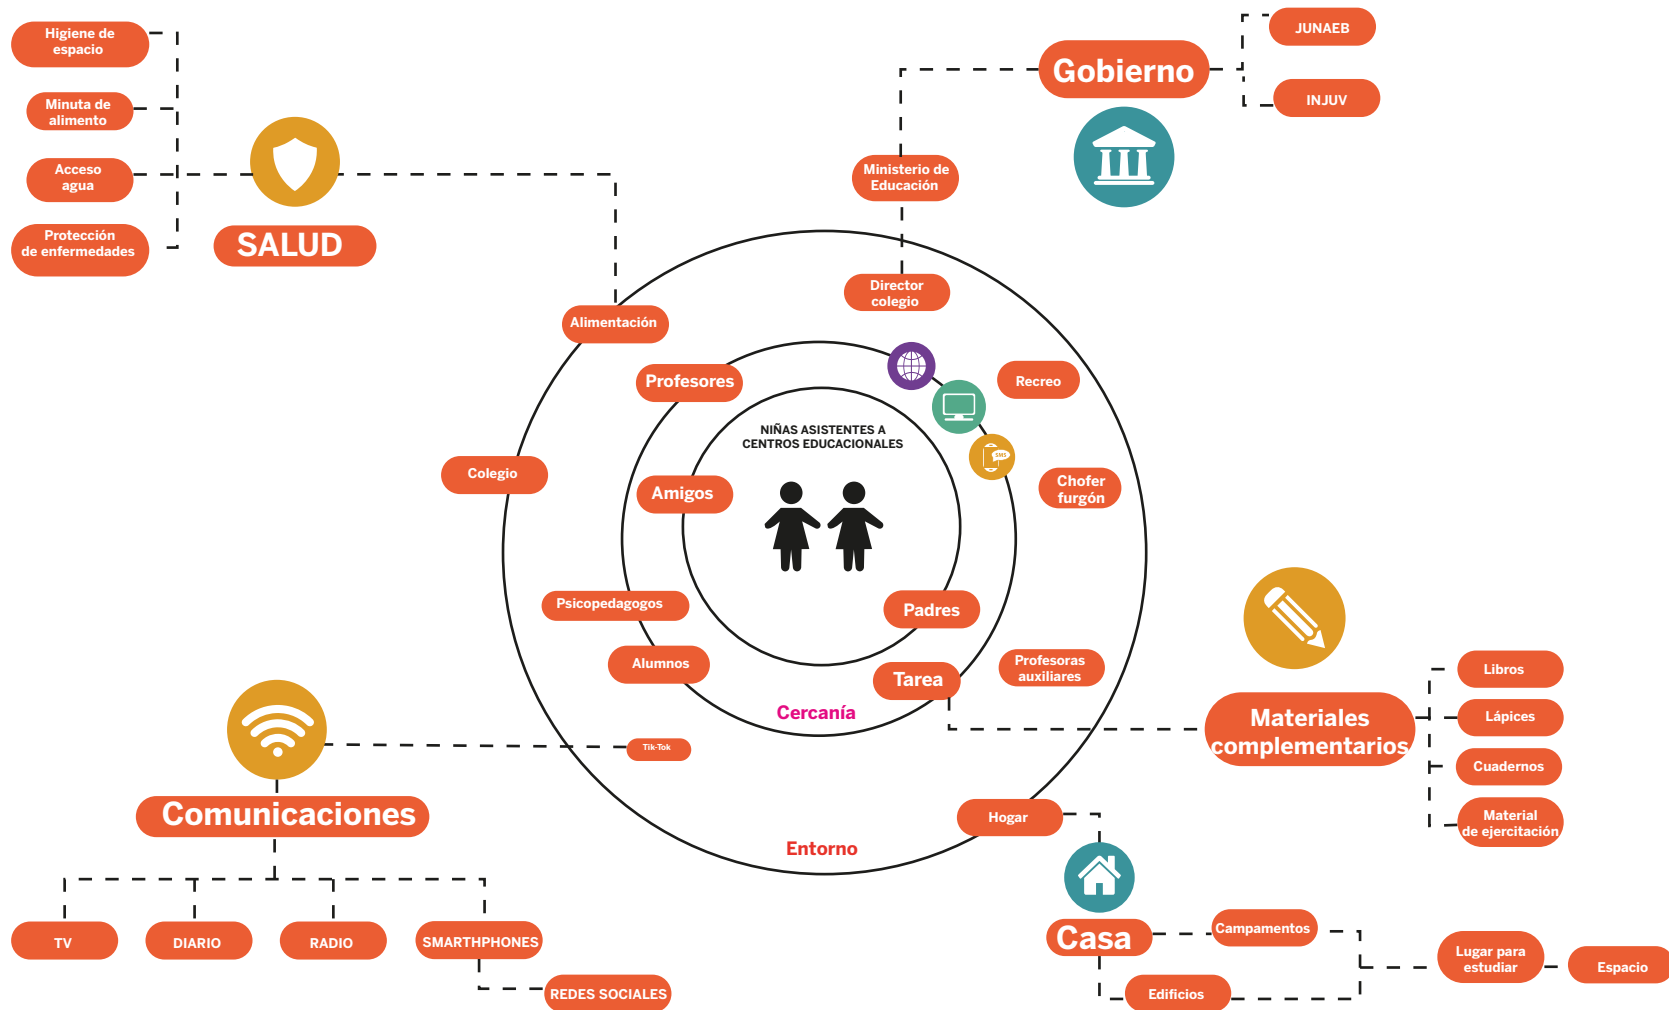 Higiene de
espacio
Minuta de
alimento
Acceso
agua
Protección
de enfermedades
SALUD
Gobierno
JUNAEB
INJUV
Ministerio de
Educación
Director
colegio
Alimentación
Profesores
Recreo
NIÑAS ASISTENTES A
CENTROS EDUCACIONALES
SMS
Colegio
Amigos
Chofer
furgón
Psicopedagogos
Padres
Alumnos
Tarea
Profesoras
auxiliares
Cercanía
Materiales
complementarios
Libros
Lápices
Cuadernos
Material
de ejercitación
Tik-Tok
Comunicaciones
TV
DIARIO
RADIO
SMARTHPHONES
REDES SOCIALES
Entorno
Hogar
Casa
Campamentos
Edificios
Lugar para
estudiar
Espacio